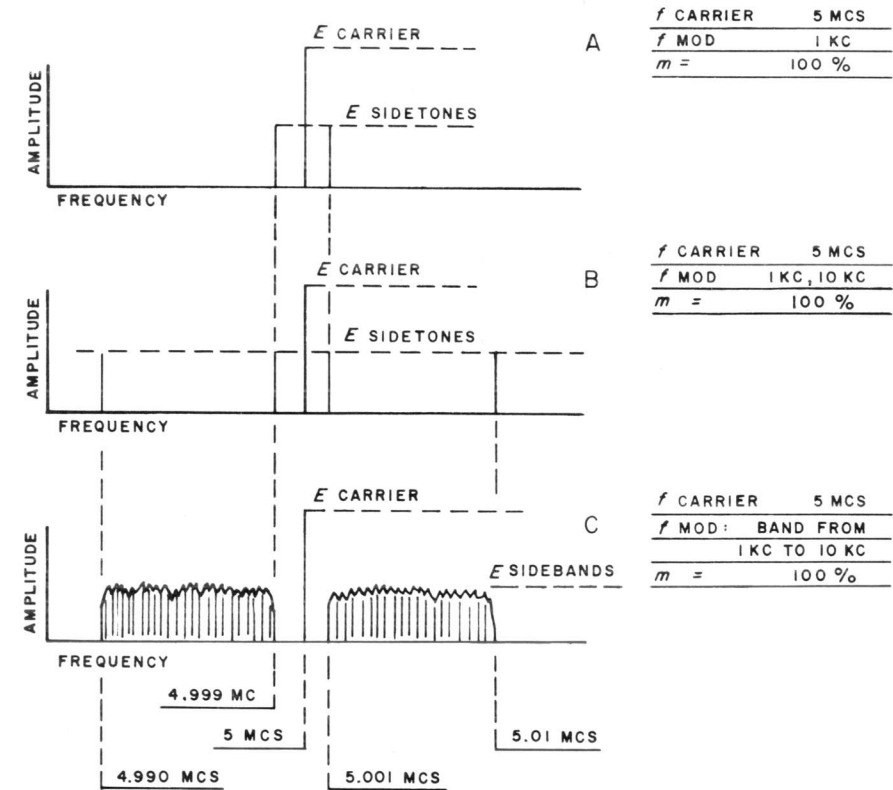 E CARRIER
A
E SIDETONES
AMPLITUDE
FREQUENCY
f CARRIER 5 MCS
f MOD 1 KC
m = 100 %
E CARRIER
B
E SIDETONES
AMPLITUDE
FREQUENCY
f CARRIER 5 MCS
f MOD 1 KC, 10 KC
m = 100 %
E CARRIER
C
E SIDEBANDS
AMPLITUDE
FREQUENCY
f CARRIER 5 MCS
f MOD: BAND FROM
1 KC TO 10 KC
m = 100 %
4.999 MC
5 MCS
5.01 MCS
4.990 MCS
5.001 MCS